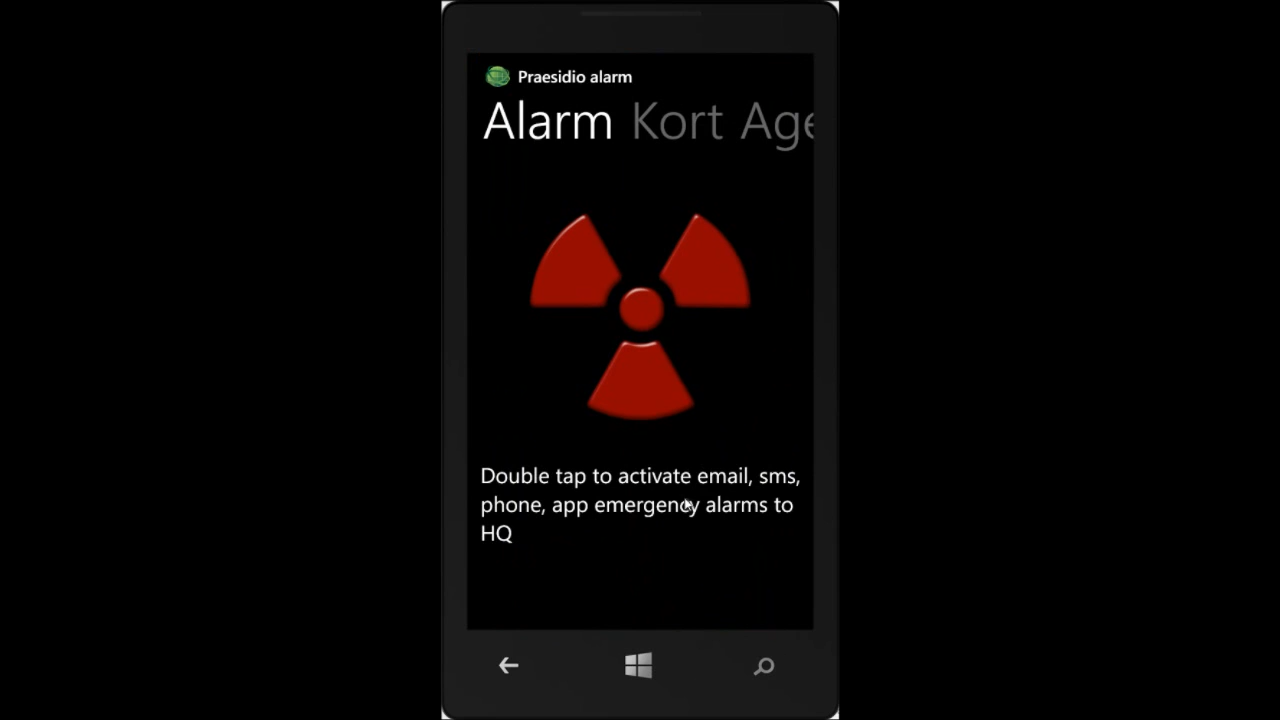 Praesidio alarm
Alarm Kort Age
Double tap to activate email, sms,
phone, app emergency alarms to
HQ